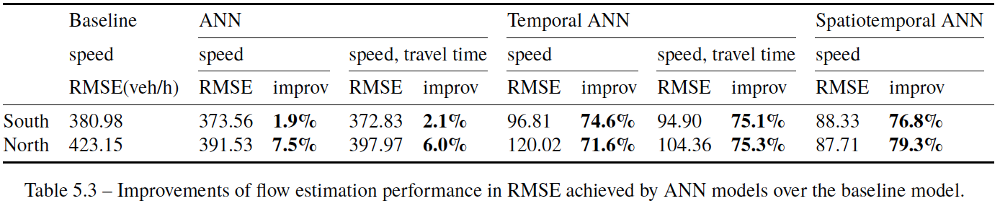 Baseline ANN Temporal ANN Spatiotemporal ANN
speed speed speed, travel time speed speed, travel time speed
RMSE(veh/h) RMSE improv RMSE improv RMSE improv RMSE improv RMSE improv
South 380.98 373.56 1.9% 372.83 2.1% 96.81 74.6% 94.90 75.1% 88.33 76.8%
North 423.15 391.53 7.5% 397.97 6.0% 120.02 71.6% 104.36 75.3% 87.71 79.3%
Table 5.3 – Improvements of flow estimation performance in RMSE achieved by ANN models over the baseline model.